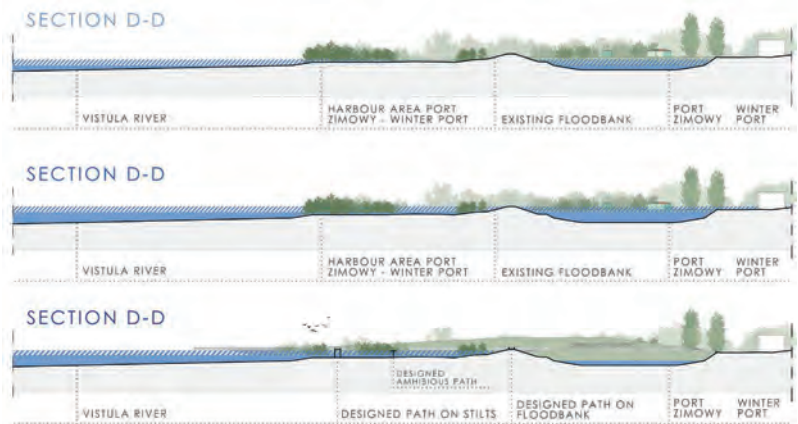 SECTION D-D
VISTULA RIVER
HARBOUR AREA PORT
ZIMOWY - WINTER PORT
EXISTING FLOODBANK
PORT
ZIMOWY
WINTER
PORT
SECTION D-D
VISTULA RIVER
HARBOUR AREA PORT
ZIMOWY - WINTER PORT
EXISTING FLOODBANK
PORT
ZIMOWY
WINTER
PORT
SECTION D-D
DESIGNED
AMHIBIOUS PATH
VISTULA RIVER
DESIGNED PATH ON STILTS
DESIGNED PATH ON
FLOODBANK
PORT
ZIMOWY
WINTER
PORT